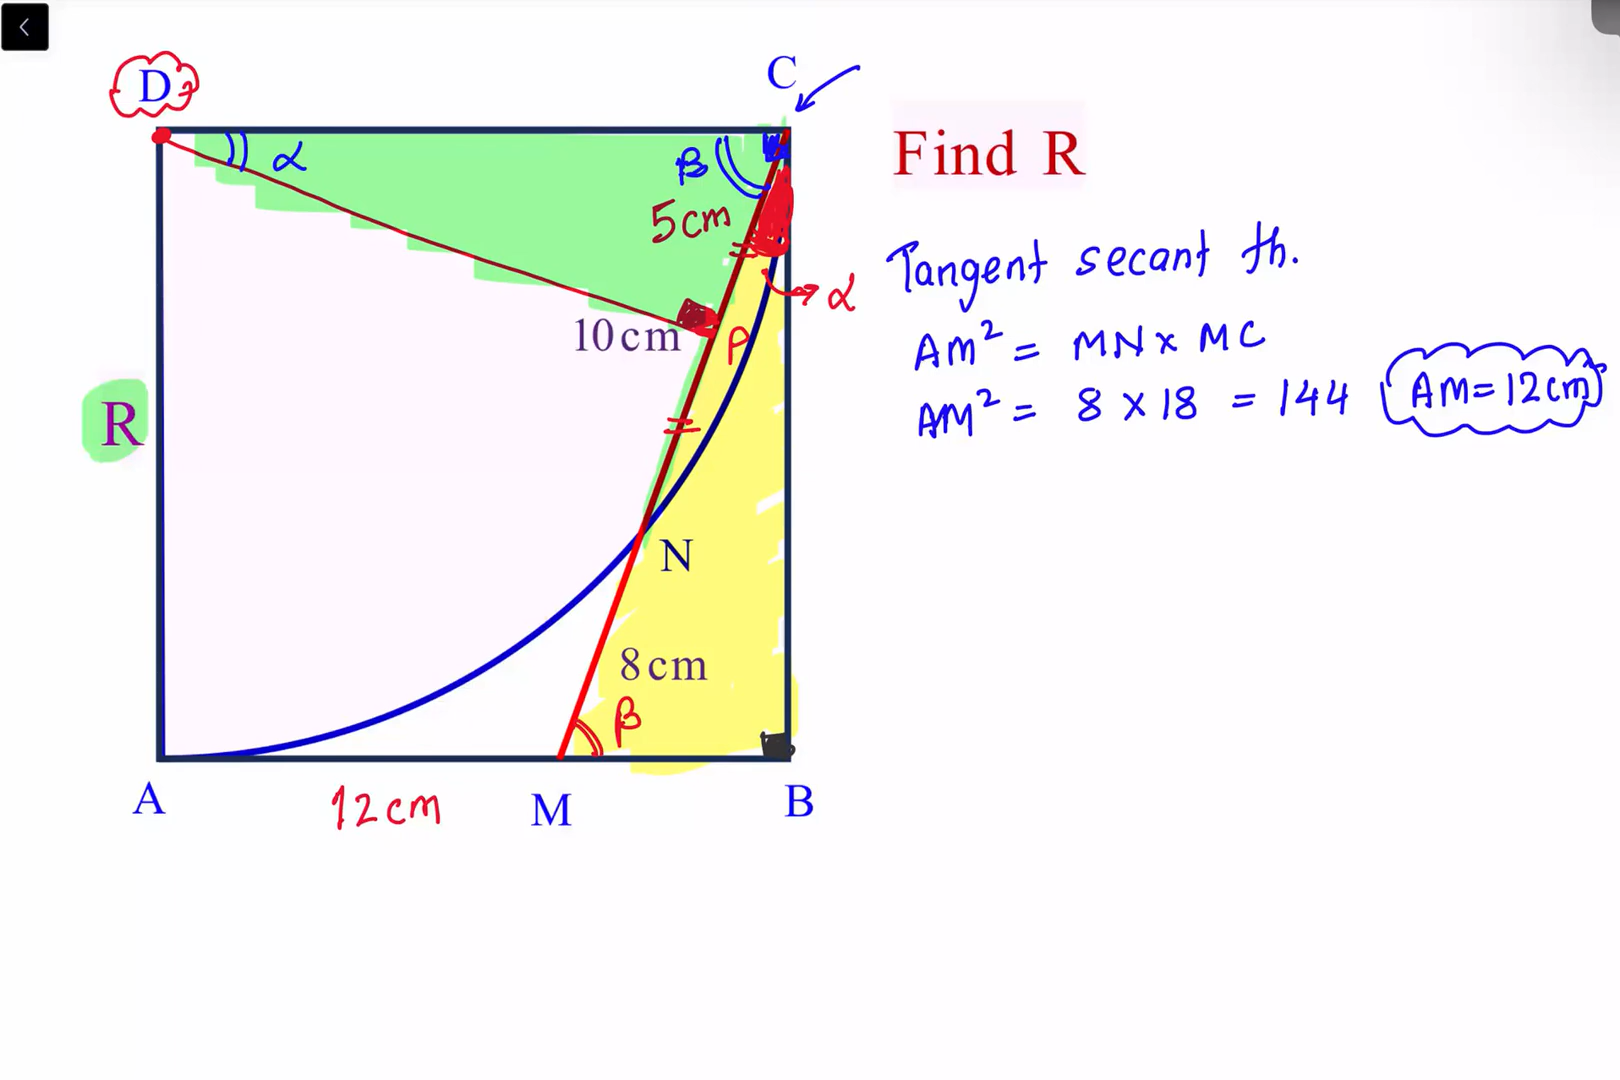 D
C
α
β
5cm
Find R
Tangent secant th.
α
10cm
P
Am² = MN x MC
AM² = 8 x 18 = 144 AM = 12cm
R
N
8cm
β
A
12cm
M
B